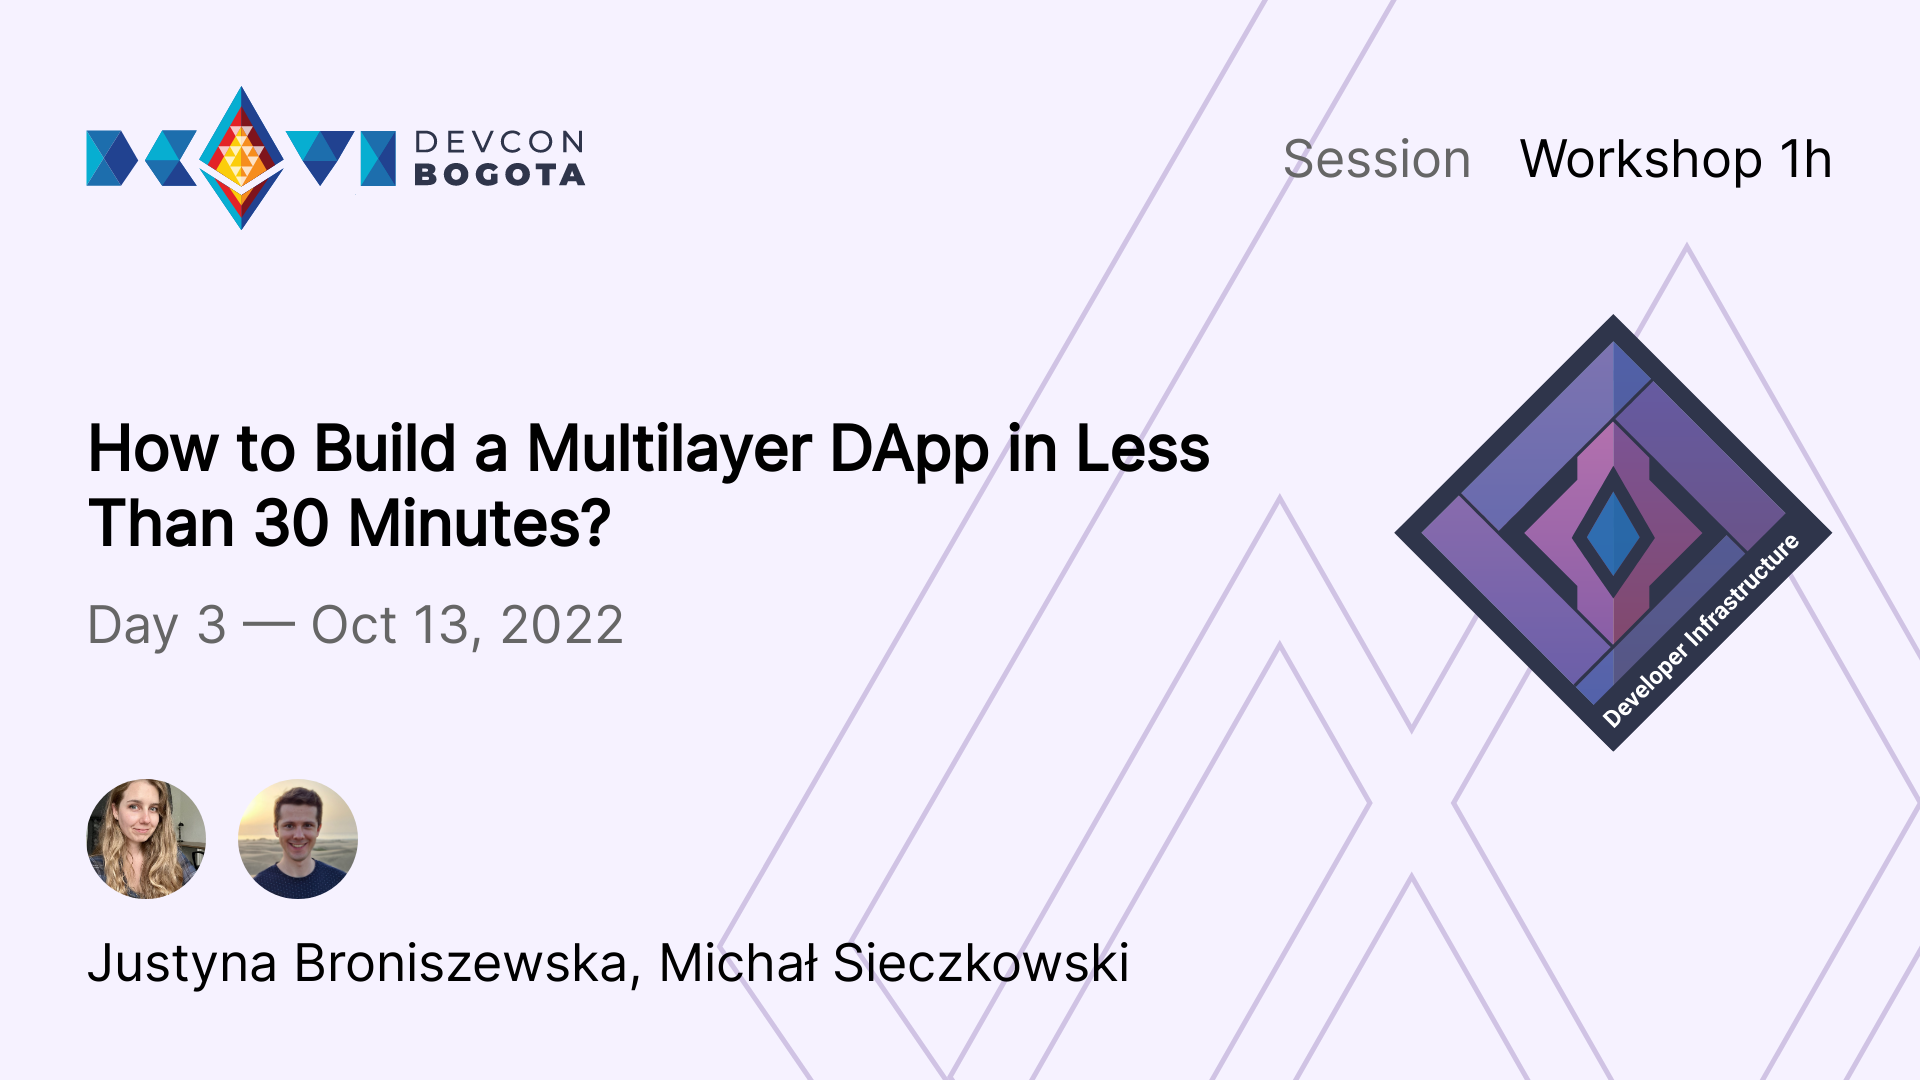 DEVCON
BOGOTA
Session Workshop 1h
How to Build a Multilayer DApp in Less
Than 30 Minutes?
Day 3 — Oct 13, 2022
Developer Infrastructure
Justyna Broniszewska, Michał Sieczkowski